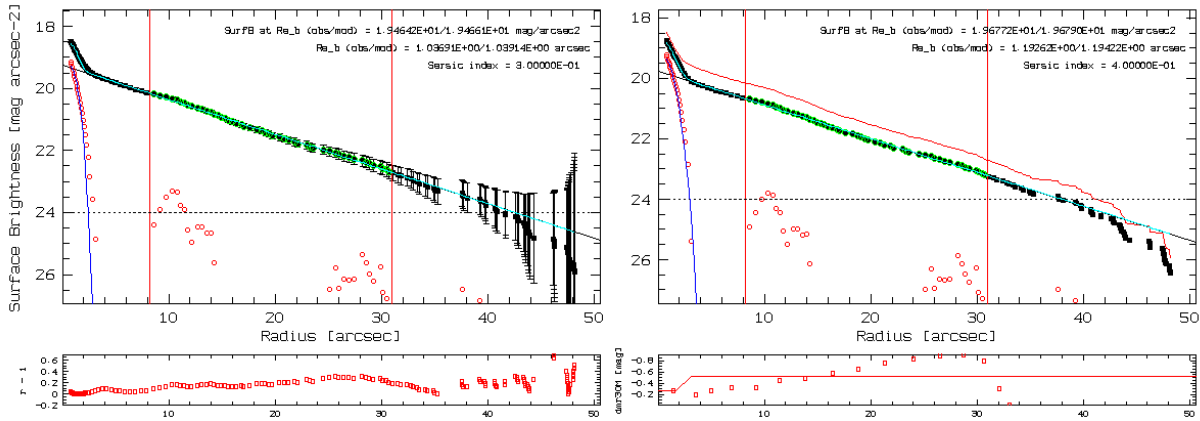 SurfB at Re_b (obs/mod) = 1.94642E+01/1.94661E+01 mag/arcsec2
Re_b (obs/mod) = 1.03691E+00/1.03914E+00 arcsec
Sersic index = 3.00000E-01
Surface Brightness [mag arcsec-2]
18
20
22
24
26
0 10 20 30 40 50
Radius [arcsec]
SurfB at Re_b (obs/mod) = 1.96772E+01/1.96790E+01 mag/arcsec2
Re_b (obs/mod) = 1.19262E+00/1.19422E+00 arcsec
Sersic index = 4.00000E-01
18
20
22
24
26
0 10 20 30 40 50
Radius [arcsec]
r - i
0.6
0.4
0.2
0
-0.2
10 20 30 40 50
[mag]
-0.8
-0.6
-0.4
-0.2
10 20 30 40 50